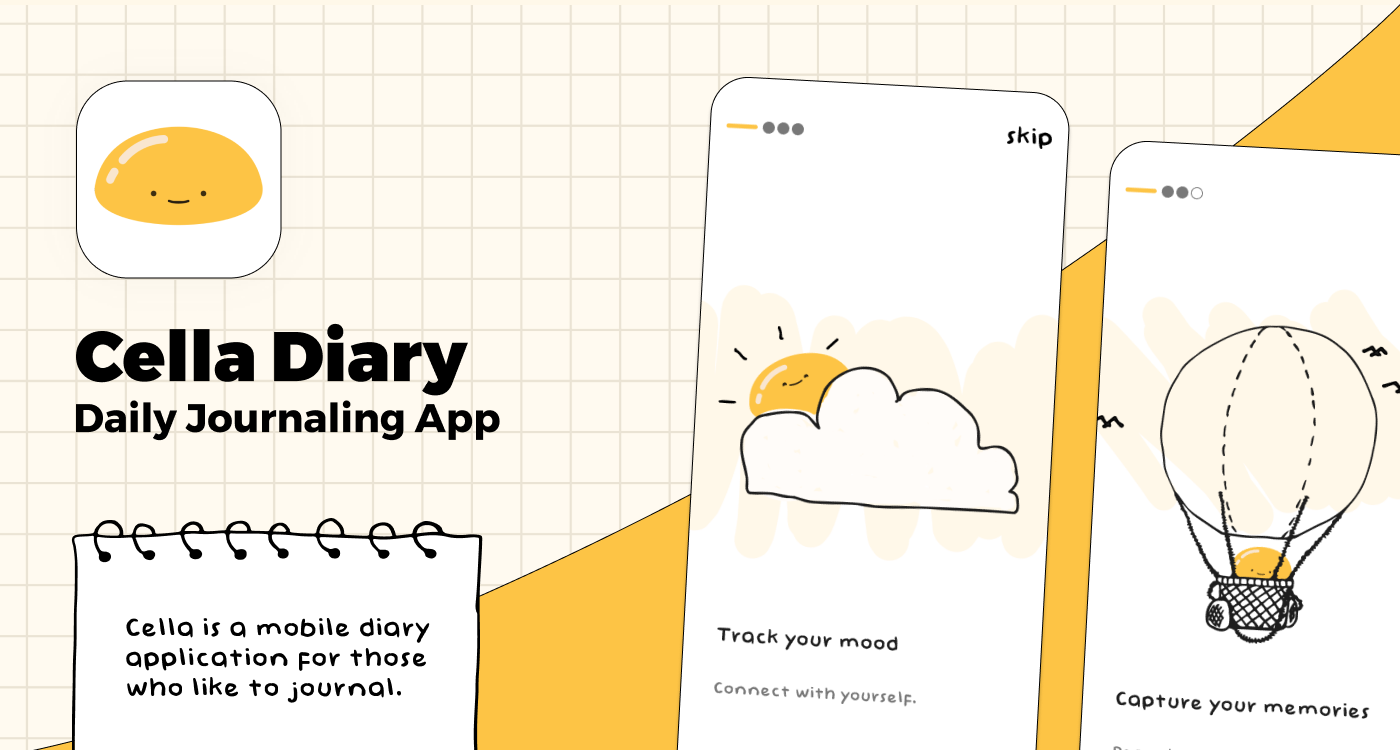 skip
Cella Diary
Daily Journaling App
Cella is a mobile diary
application for those
who like to journal.
Track your mood
Connect with yourself.
Capture your memories